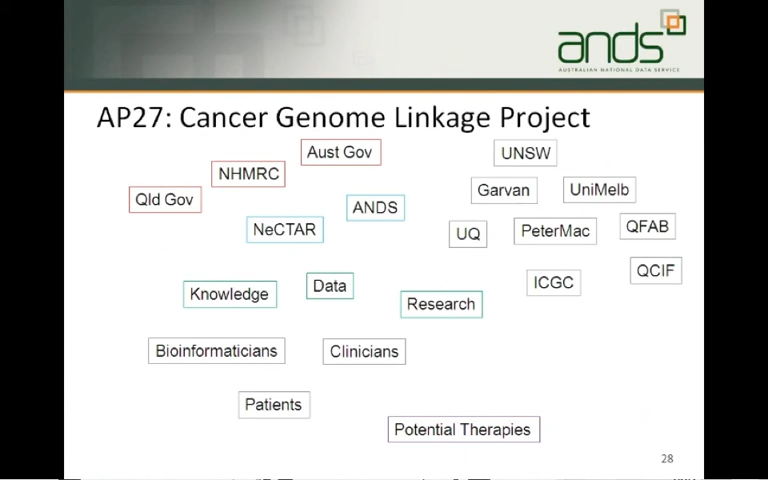 ands
AUSTRALIAN NATIONAL DATA SERVICE
AP27: Cancer Genome Linkage Project
Aust Gov
UNSW
NHMRC
Garvan
UniMelb
Qld Gov
ANDS
NeCTAR
UQ
PeterMac
QFAB
QCIF
Knowledge
Data
ICGC
Research
Bioinformaticians
Clinicians
Patients
Potential Therapies
28